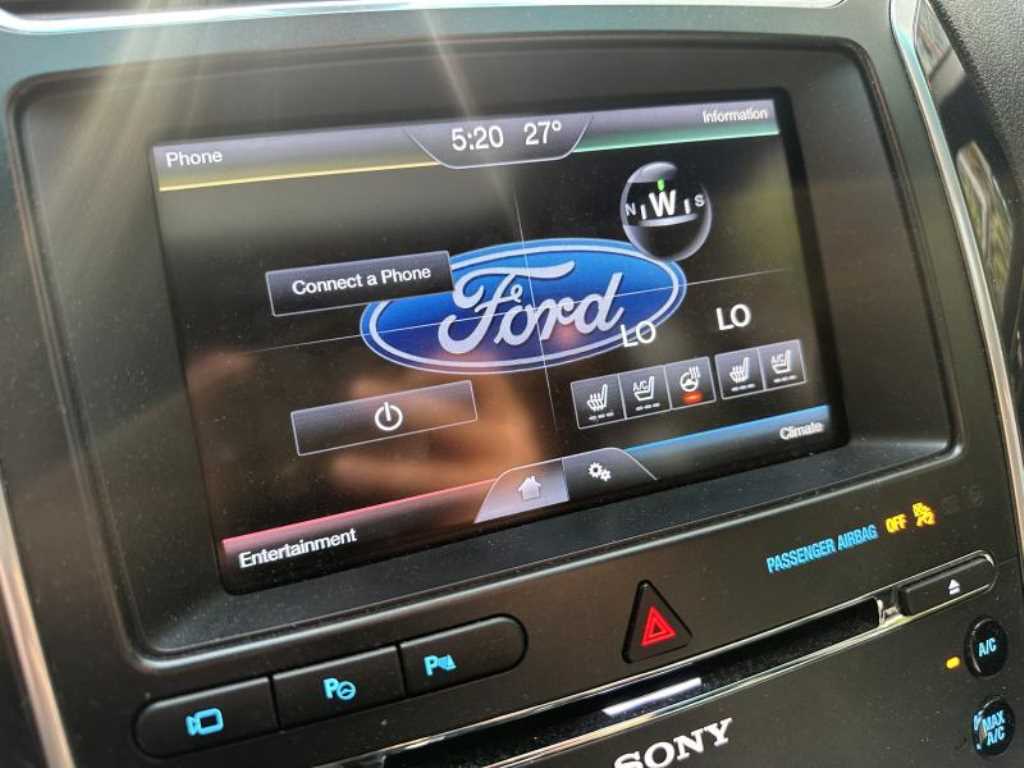 Phone
5:20 27°
Information
N W S
Connect a Phone
Ford
LO
LO
A/C
A/C
Climate
Entertainment
PASSENGER AIRBAG OFF
P
P
A/C
SONY
MAX
A/C